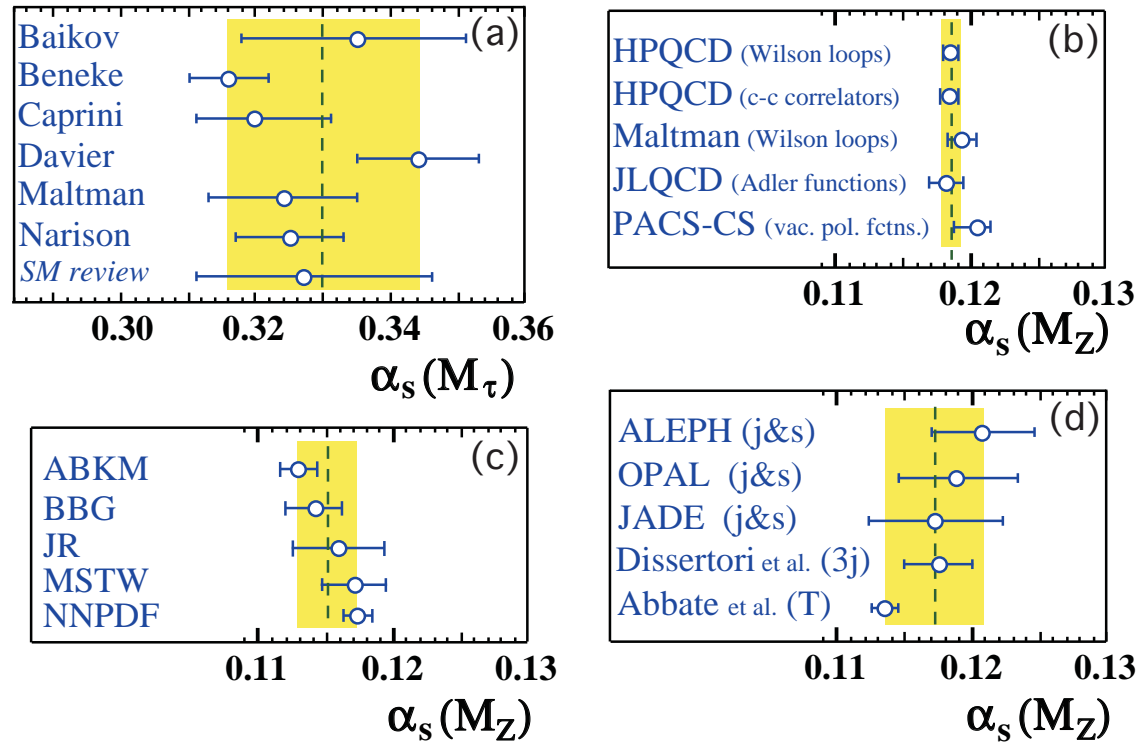 (a)
Baikov
Beneke
Caprini
Davier
Maltman
Narison
SM review
0.30 0.32 0.34 0.36
αs(Mτ)
(b)
HPQCD (Wilson loops)
HPQCD (c-c correlators)
Maltman (Wilson loops)
JLQCD (Adler functions)
PACS-CS (vac. pol. fctns.)
0.11 0.12 0.13
αs(MZ)
(c)
ABKM
BBG
JR
MSTW
NNPDF
0.11 0.12 0.13
αs(MZ)
(d)
ALEPH (j&s)
OPAL (j&s)
JADE (j&s)
Dissertori et al. (3j)
Abbate et al. (T)
0.11 0.12 0.13
αs(MZ)